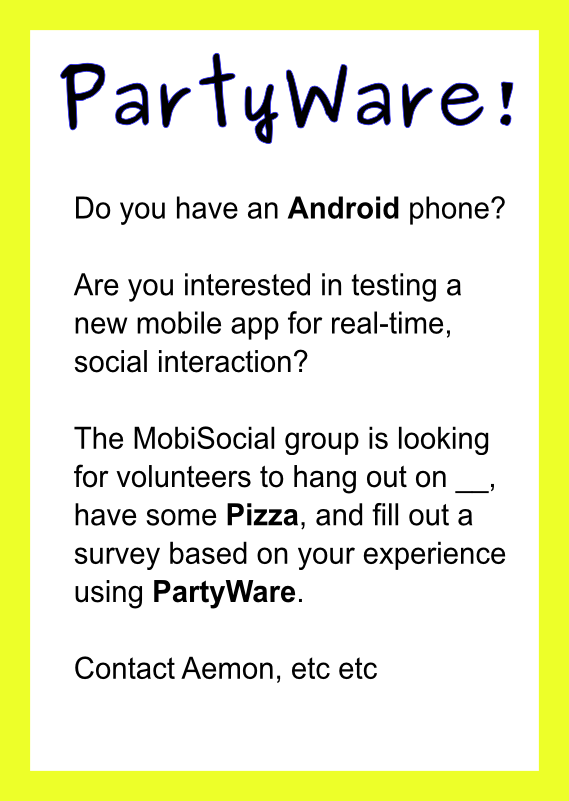 PartyWare!
Do you have an Android phone?
Are you interested in testing a
new mobile app for real-time,
social interaction?
The MobiSocial group is looking
for volunteers to hang out on __,
have some Pizza, and fill out a
survey based on your experience
using PartyWare.
Contact Aemon, etc etc